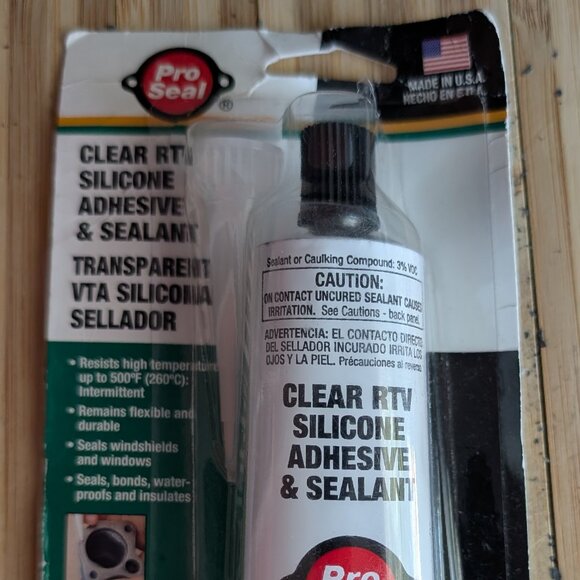 Pro
Seal
®
MADE IN U.S.A.
HECHO EN E.U.A.
CLEAR RTV
SILICONE
ADHESIVE
& SEALANT
TRANSPARENT
VTA SILICONA
SELLADOR
• Resists high temperature
up to 500°F (260°C):
Intermittent
• Remains flexible and
durable
• Seals windshields
and windows
• Seals, bonds, water-
proofs and insulates
Sealant or Caulking Compound: 3% VOC
CAUTION:
ON CONTACT UNCURED SEALANT CAUSES
IRRITATION. See Cautions - back panel.
ADVERTENCIA: EL CONTACTO DIRECTO
DEL SELLADOR INCURADO IRRITA LOS
OJOS Y LA PIEL. Précauciones al reverso.
CLEAR RTV
SILICONE
ADHESIVE
& SEALANT
Pro